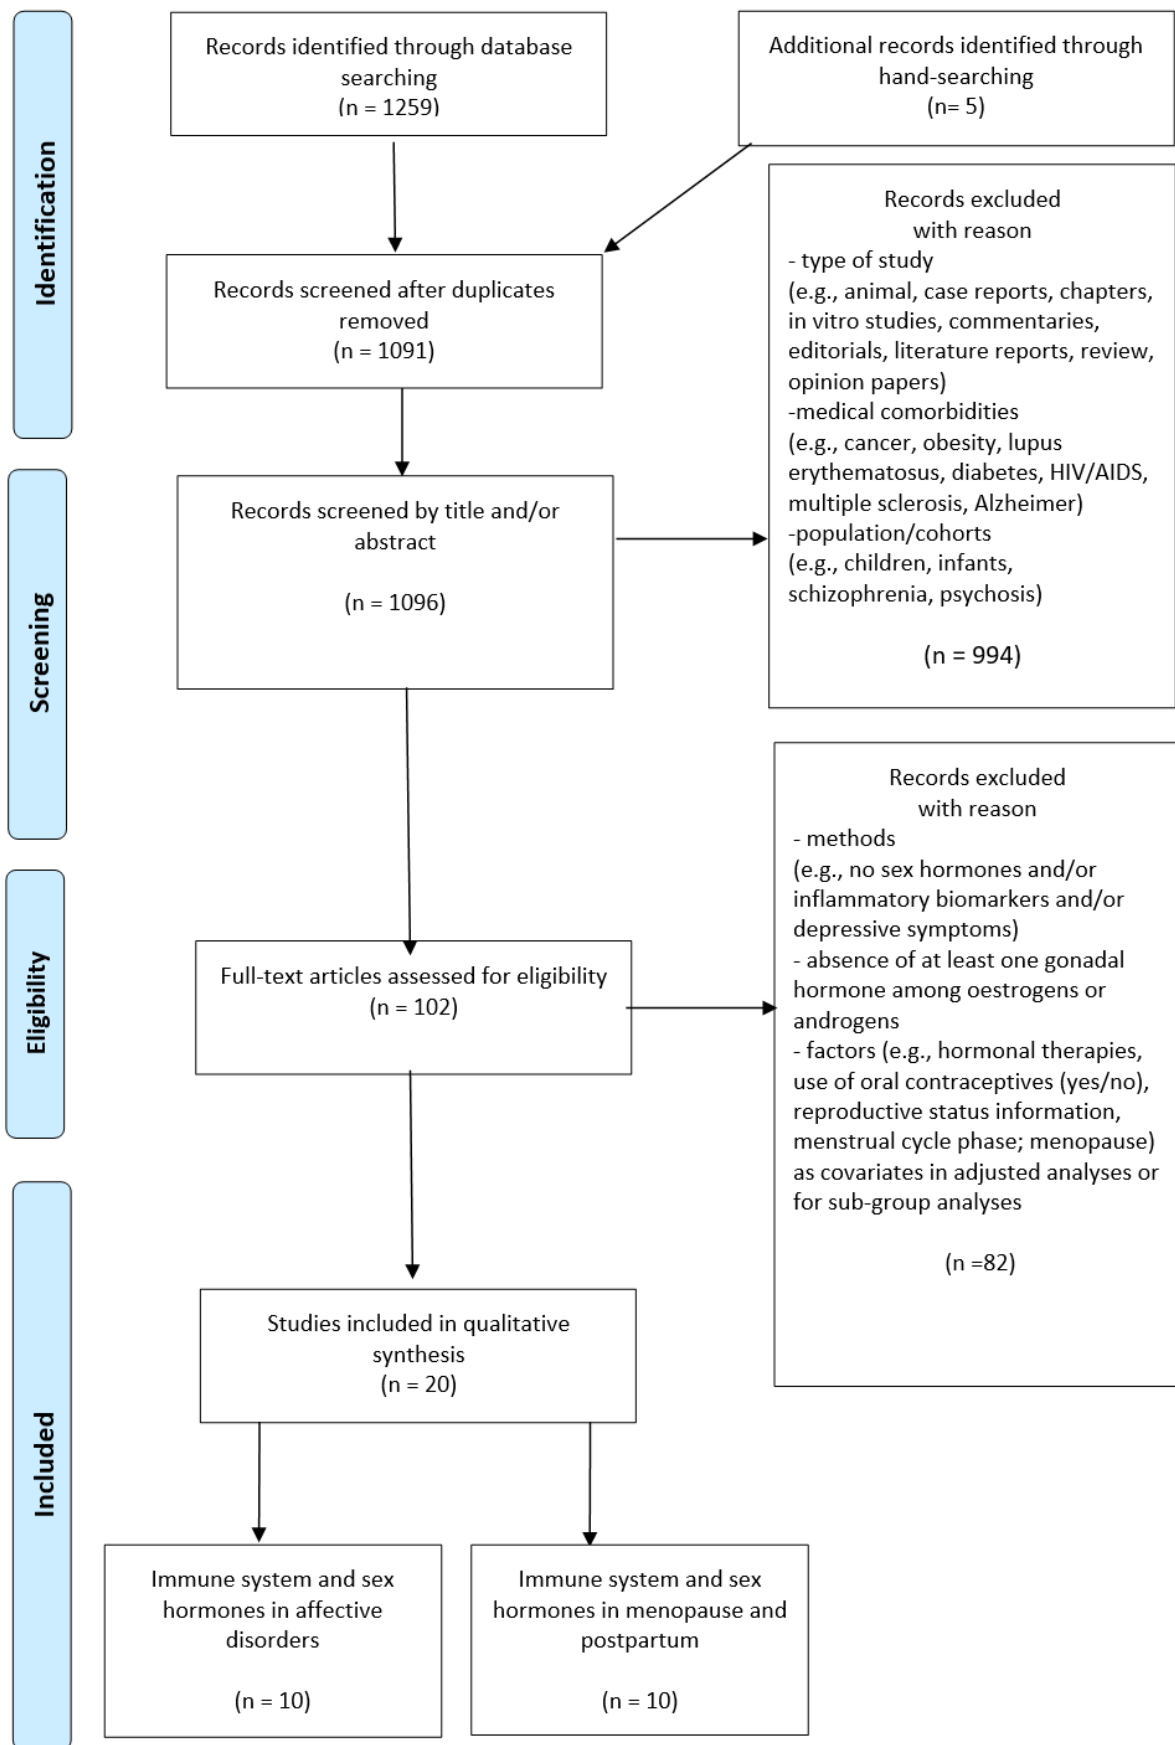 Identification
Records identified through database
searching
(n = 1259)
Additional records identified through
hand-searching
(n= 5)
Records screened after duplicates
removed
(n = 1091)
Records excluded
with reason
- type of study
(e.g., animal, case reports, chapters,
in vitro studies, commentaries,
editorials, literature reports, review,
opinion papers)
-medical comorbidities
(e.g., cancer, obesity, lupus
erythematosus, diabetes, HIV/AIDS,
multiple sclerosis, Alzheimer)
-population/cohorts
(e.g., children, infants,
schizophrenia, psychosis)
(n = 994)
Screening
Records screened by title and/or
abstract
(n = 1096)
Eligibility
Full-text articles assessed for eligibility
(n = 102)
Records excluded
with reason
- methods
(e.g., no sex hormones and/or
inflammatory biomarkers and/or
depressive symptoms)
- absence of at least one gonadal
hormone among oestrogens or
androgens
- factors (e.g., hormonal therapies,
use of oral contraceptives (yes/no),
reproductive status information,
menstrual cycle phase; menopause)
as covariates in adjusted analyses or
for sub-group analyses
(n =82)
Included
Studies included in qualitative
synthesis
(n = 20)
Immune system and sex
hormones in affective
disorders
(n = 10)
Immune system and sex
hormones in menopause and
postpartum
(n = 10)